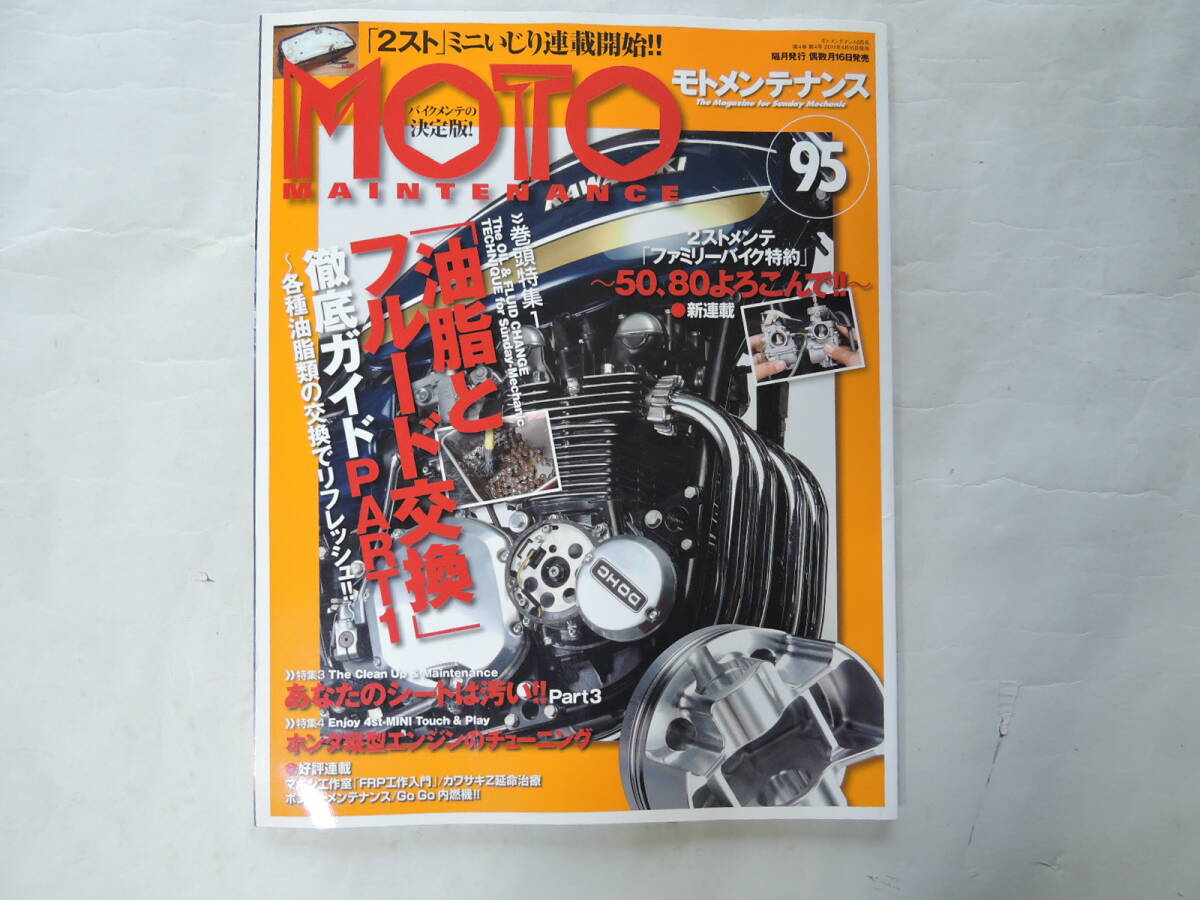 「2スト」ミニいじり連載開始!!
隔月発行 偶数月16日発売
MOTO
MAINTENANCE
バイクメンテの
決定版!
モトメンテナンス
The Magazine for Sunday Mechanic
95
KAWASAKI
2ストメンテ
「ファミリーバイク特約」
〜50、80よろこんで!!〜
●新連載
》巻頭特集1
The OIL & FLUID CHANGE
TECHNIQUE for Sunday-Mechanic
「油脂と
フルード交換」
徹底ガイドPART1
〜各種油脂類の交換でリフレッシュ!!〜
DOHC
》特集3 The Clean Up & Maintenance
あなたのシートは汚い!!Part3
》特集4 Enjoy 4st-MINI Touch & Play
ホンダ縦型エンジンのチューニング
●好評連載
「FRP工作入門」/カワサキZ延命治療
メンテナンス/Go Go 内燃機!!